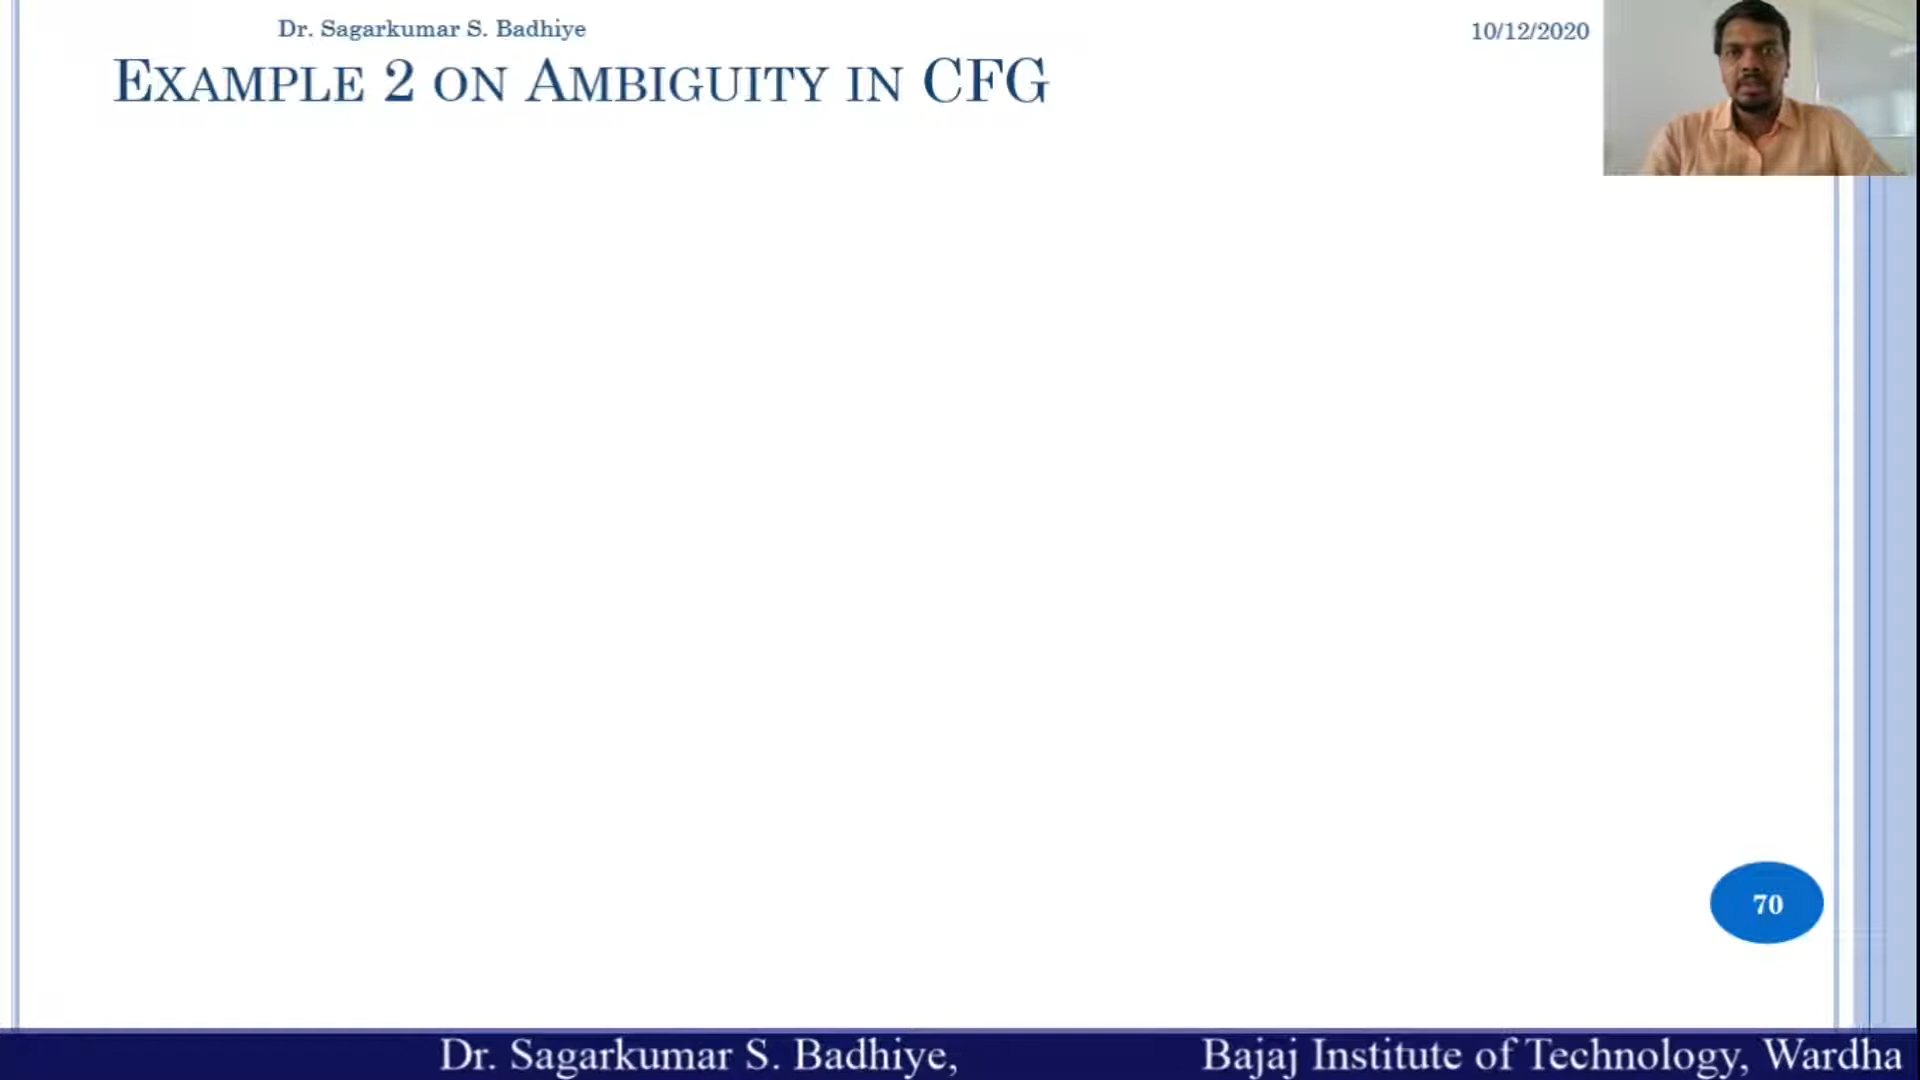 Dr. Sagarkumar S. Badhiye
10/12/2020
EXAMPLE 2 ON AMBIGUITY IN CFG
70
Dr. Sagarkumar S. Badhiye,
Bajaj Institute of Technology, Wardha